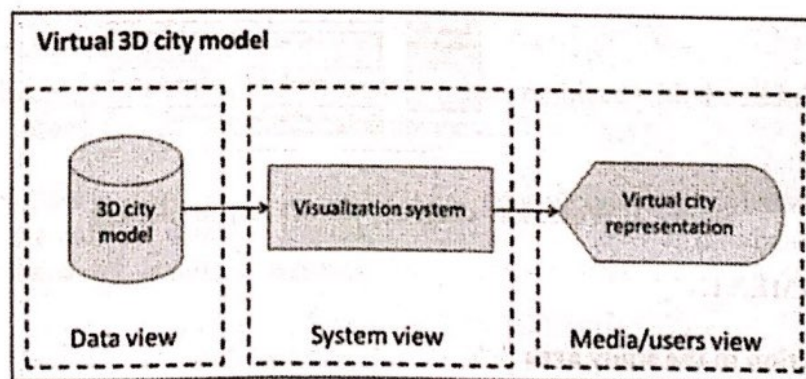 Virtual 3D city model
3D city
model
Visualization system
Virtual city
representation
Data view
System view
Media/users view